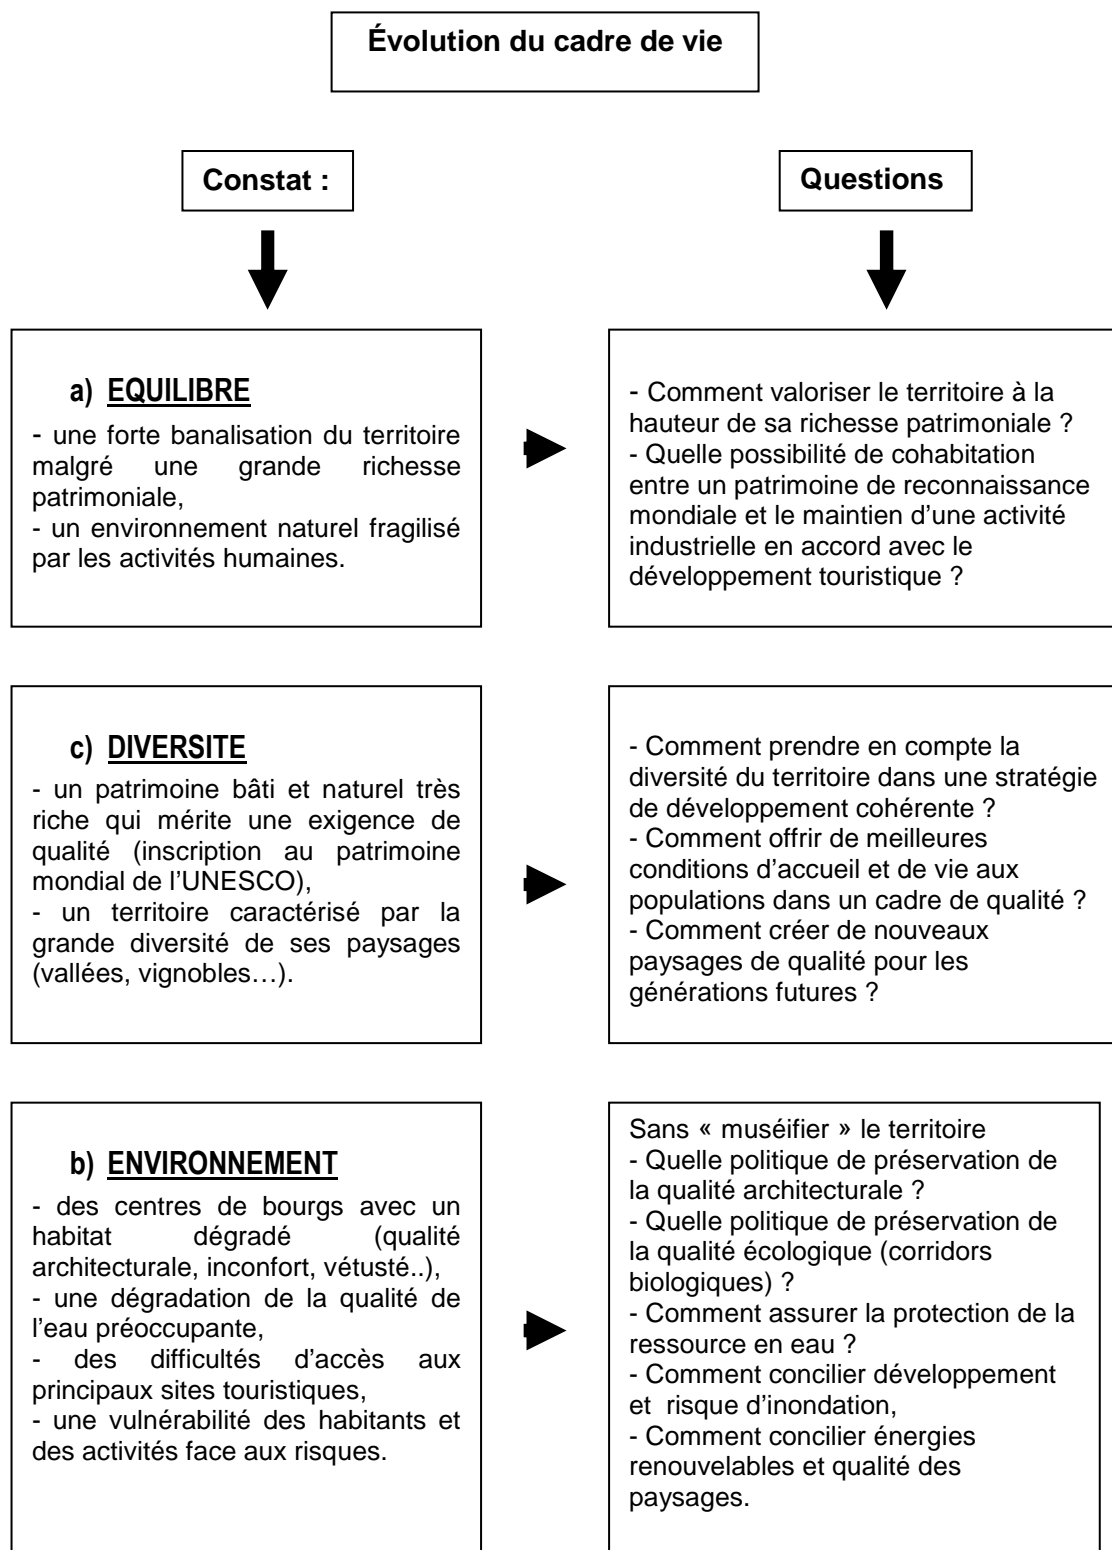 Évolution du cadre de vie
Constat :
Questions
a) EQUILIBRE
- une forte banalisation du territoire
malgré une grande richesse
patrimoniale,
- un environnement naturel fragilisé
par les activités humaines.
- Comment valoriser le territoire à la
hauteur de sa richesse patrimoniale ?
- Quelle possibilité de cohabitation
entre un patrimoine de reconnaissance
mondiale et le maintien d’une activité
industrielle en accord avec le
développement touristique ?
c) DIVERSITE
- un patrimoine bâti et naturel très
riche qui mérite une exigence de
qualité (inscription au patrimoine
mondial de l’UNESCO),
- un territoire caractérisé par la
grande diversité de ses paysages
(vallées, vignobles…).
- Comment prendre en compte la
diversité du territoire dans une stratégie
de développement cohérente ?
- Comment offrir de meilleures
conditions d’accueil et de vie aux
populations dans un cadre de qualité ?
- Comment créer de nouveaux
paysages de qualité pour les
générations futures ?
b) ENVIRONNEMENT
- des centres de bourgs avec un
habitat dégradé (qualité
architecturale, inconfort, vétusté..),
- une dégradation de la qualité de
l’eau préoccupante,
- des difficultés d’accès aux
principaux sites touristiques,
- une vulnérabilité des habitants et
des activités face aux risques.
Sans « muséifier » le territoire
- Quelle politique de préservation de
la qualité architecturale ?
- Quelle politique de préservation de
la qualité écologique (corridors
biologiques) ?
- Comment assurer la protection de la
ressource en eau ?
- Comment concilier développement
et risque d’inondation,
- Comment concilier énergies
renouvelables et qualité des
paysages.